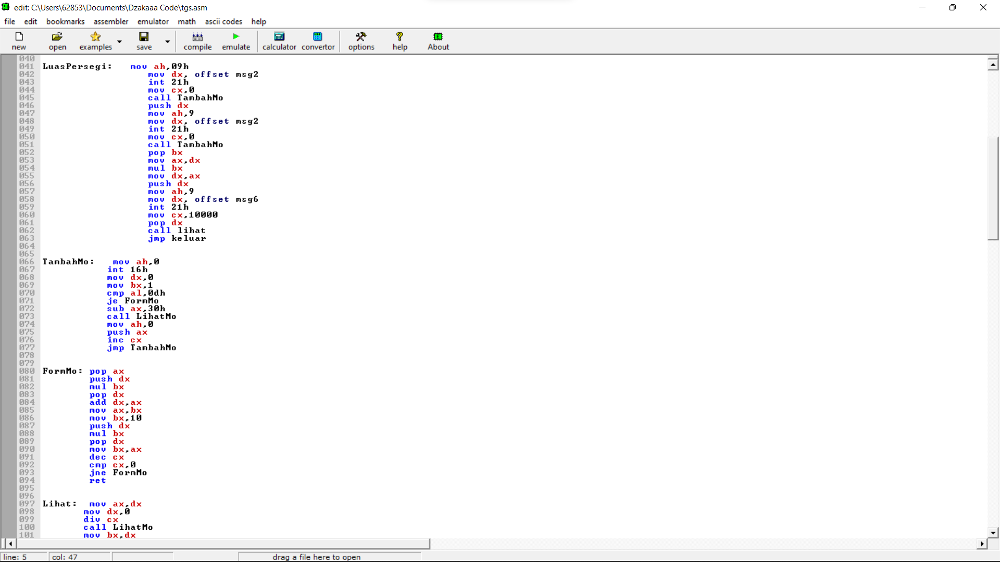 edit: C:\Users\62853\Documents\Dzakaaa Code\tgs.asm
file edit bookmarks assembler emulator math ascii codes help
new open examples save compile emulate calculator convertor options help About
040
041 LuasPersegi: mov ah,09h
042 mov dx, offset msg2
043 int 21h
044 mov cx,0
045 call TambahMo
046 push dx
047 mov ah,9
048 mov dx, offset msg2
049 int 21h
050 mov cx,0
051 call TambahMo
052 pop bx
053 mov ax,dx
054 mul bx
055 mov dx,ax
056 push dx
057 mov ah,9
058 mov dx, offset msg6
059 int 21h
060 mov cx,10000
061 pop dx
062 call lihat
063 jmp keluar
064
065
066 TambahMo: mov ah,0
067 int 16h
068 mov dx,0
069 mov bx,1
070 cmp al,0dh
071 je FormMo
072 sub ax,30h
073 call LihatMo
074 mov ah,0
075 push ax
076 inc cx
077 jmp TambahMo
078
079
080 FormMo: pop ax
081 push dx
082 mul bx
083 pop dx
084 add dx,ax
085 mov ax,bx
086 mov bx,10
087 push dx
088 mul bx
089 pop dx
090 mov bx,ax
091 dec cx
092 cmp cx,0
093 jne FormMo
094 ret
095
096
097 Lihat: mov ax,dx
098 mov dx,0
099 div cx
100 call LihatMo
101 mov bx,dx
line: 5 col: 47 drag a file here to open